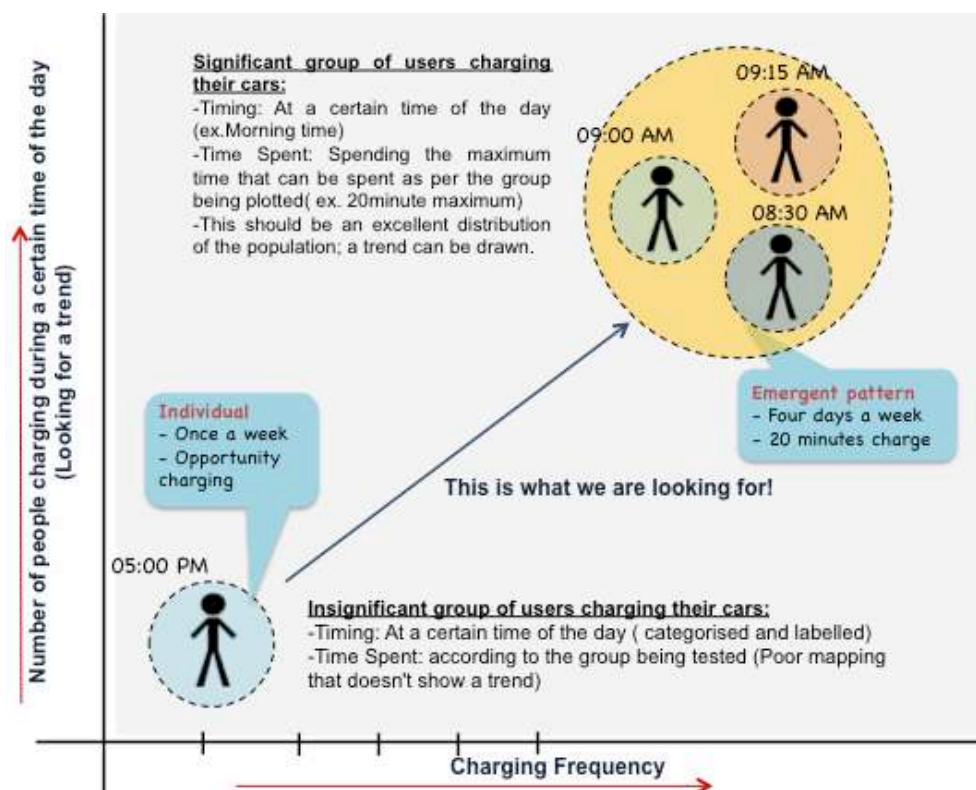 Number of people charging during a certain time of the day
(Looking for a trend)
Significant group of users charging
their cars:
-Timing: At a certain time of the day
(ex.Morning time)
-Time Spent: Spending the maximum
time that can be spent as per the group
being plotted( ex. 20minute maximum)
-This should be an excellent distribution
of the population; a trend can be drawn.
09:15 AM
09:00 AM
08:30 AM
Individual
- Once a week
- Opportunity
charging
Emergent pattern
- Four days a week
- 20 minutes charge
This is what we are looking for!
05:00 PM
Insignificant group of users charging their cars:
-Timing: At a certain time of the day ( categorised and labelled)
-Time Spent: according to the group being tested (Poor mapping
that doesn't show a trend)
Charging Frequency